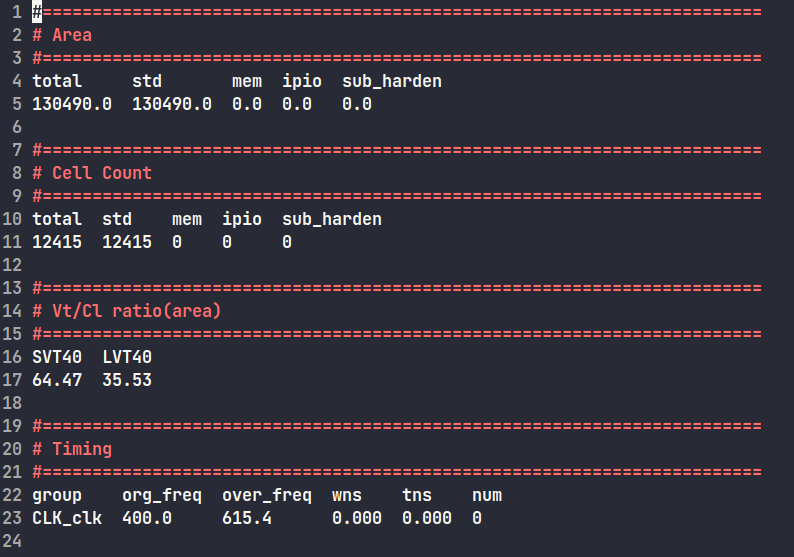 1 #========================================================================
2 # Area
3 #========================================================================
4 total     std       mem  ipio  sub_harden
5 130490.0  130490.0  0.0  0.0   0.0
6
7 #========================================================================
8 # Cell Count
9 #========================================================================
10 total  std    mem  ipio  sub_harden
11 12415  12415  0    0     0
12
13 #========================================================================
14 # Vt/Cl ratio(area)
15 #========================================================================
16 SVT40  LVT40
17 64.47  35.53
18
19 #========================================================================
20 # Timing
21 #========================================================================
22 group    org_freq  over_freq  wns    tns    num
23 CLK_clk  400.0     615.4      0.000  0.000  0
24